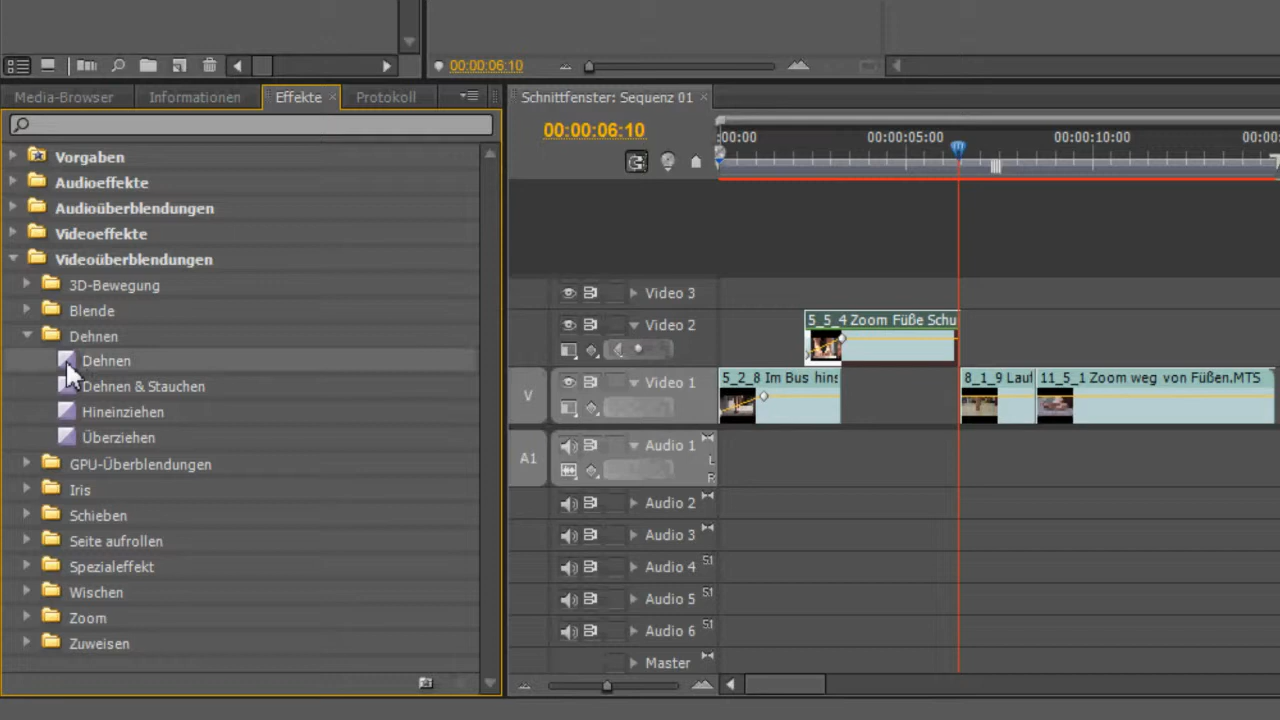 00:00:06:10
Media-Browser
Informationen
Effekte
Protokoll
Vorgaben
Audioeffekte
Audioüberblendungen
Videoeffekte
Videoüberblendungen
3D-Bewegung
Blende
Dehnen
Dehnen
Dehnen & Stauchen
Hineinziehen
Überziehen
GPU-Überblendungen
Iris
Schieben
Seite aufrollen
Spezialeffekt
Wischen
Zoom
Zuweisen
Schnittfenster: Sequenz 01
00:00:06:10
:00:00
00:00:05:00
00:00:10:00
00:0
Video 3
Video 2
5_5_4 Zoom Füße Schu
V
Video 1
5_2_8 Im Bus hins
8_1_9 Lauf
11_5_1 Zoom weg von Füßen.MTS
A1
Audio 1
L
R
Audio 2
Audio 3
Audio 4
S1
Audio 5
S1
Audio 6
S1
Master